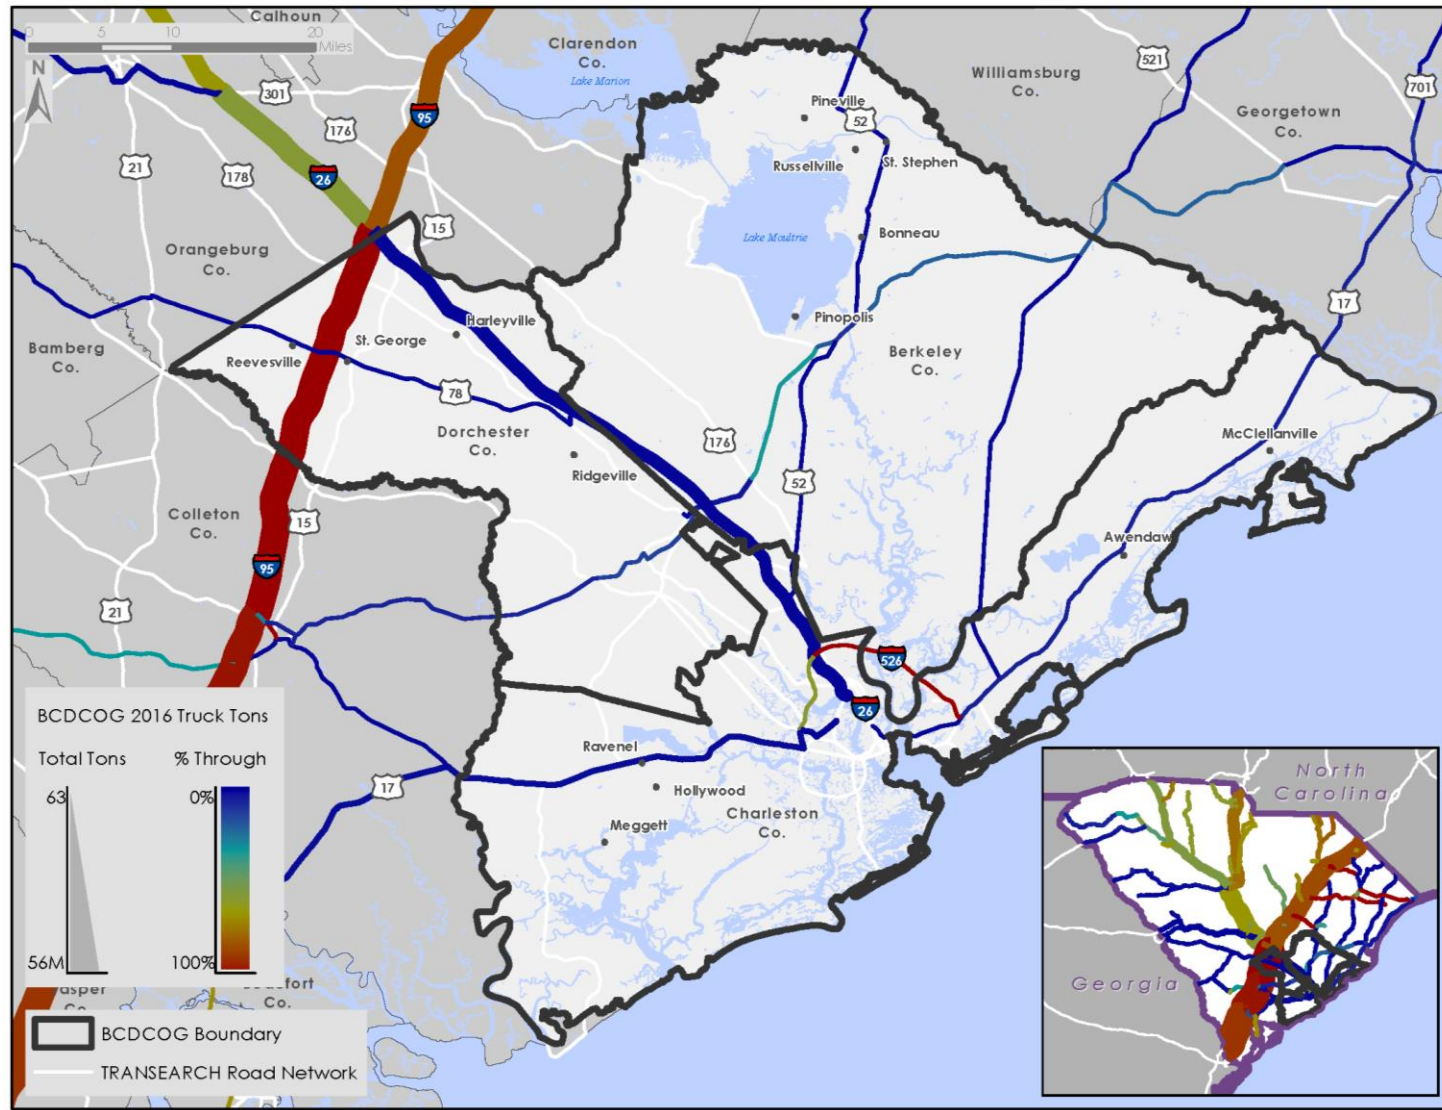 Calhoun
0 5 10 20
Miles
N
Clarendon
Co.
Lake Marion
Williamsburg
Co.
521
701
Georgetown
Co.
301
95
176
21
178
26
15
Pineville
52
Russellville
St. Stephen
Lake Moultrie
Bonneau
Orangeburg
Co.
Harleyville
Pinopolis
17
Bamberg
Co.
Reevesville
St. George
Berkeley
Co.
78
Dorchester
Co.
176
McClellanville
Ridgeville
52
Colleton
Co.
15
Awendaw
95
21
526
26
BCDCOG 2016 Truck Tons
Total Tons
% Through
63
0%
56M
100%
Ravenel
17
Hollywood
Charleston
Co.
Meggett
Co.
Co.
BCDCOG Boundary
TRANSEARCH Road Network
North
Carolina
Georgia